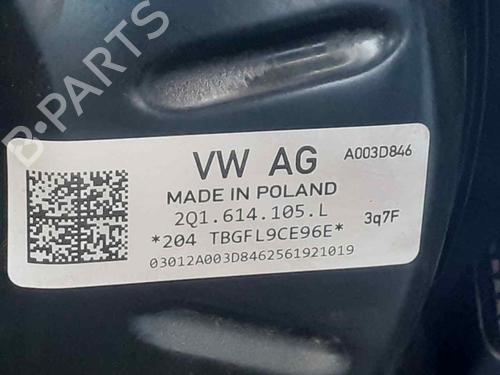 B-PARTS
VW AG
A003D846
MADE IN POLAND
2Q1.614.105.L
3q7F
*204 TBGFL9CE96E*
03012A003D8462561921019